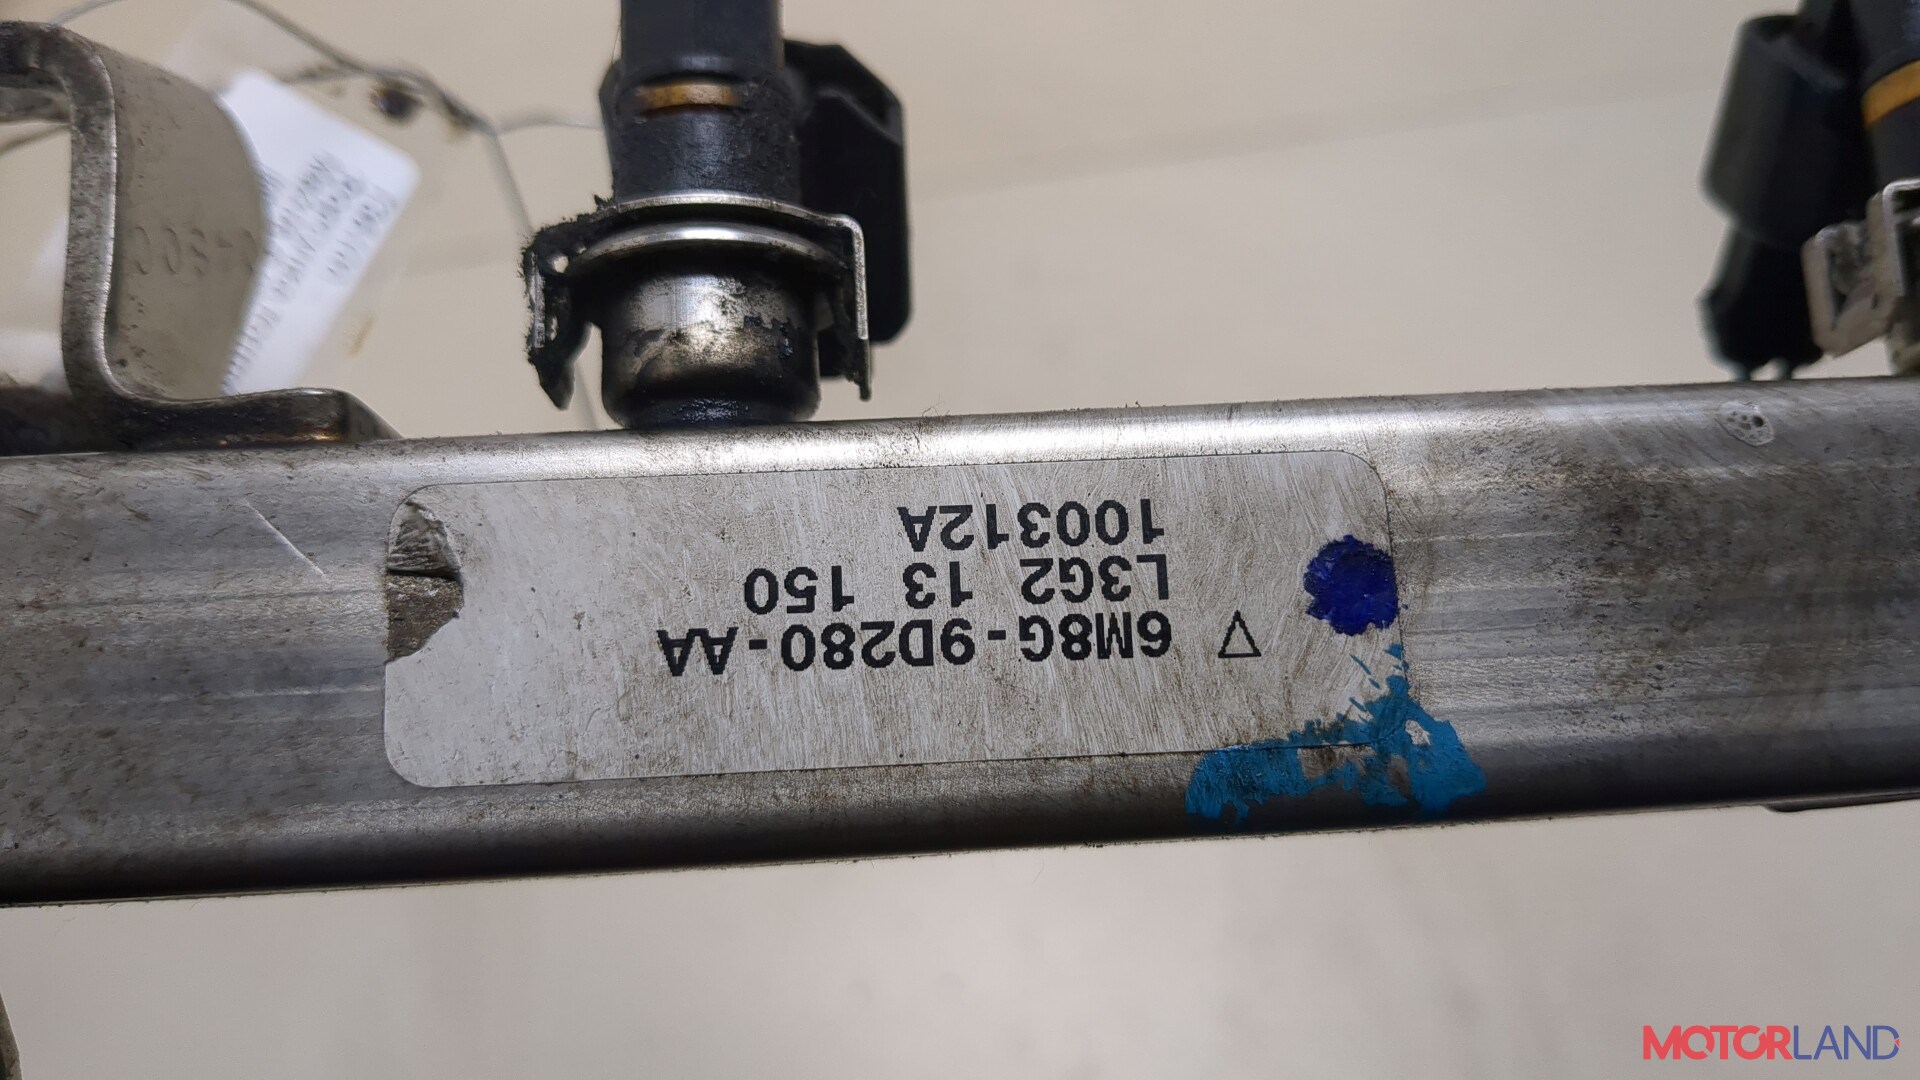 6M8G-9D280-AA
L3G2 13 150
100312A
MOTORLAND